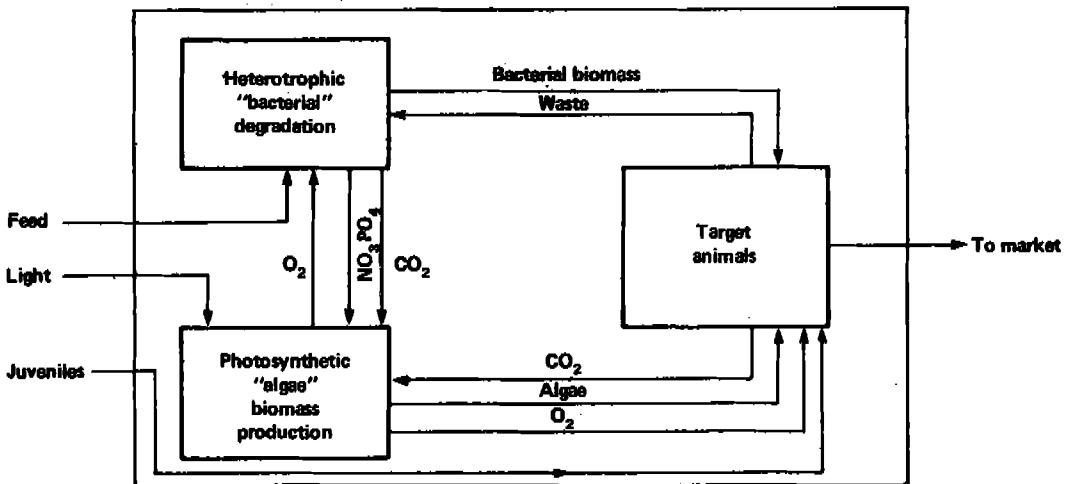 Heterotrophic
"bacterial"
degradation
Bacterial biomass
Waste
Feed
Light
Juveniles
O₂
NO₃ PO₄
CO₂
Target
animals
To market
Photosynthetic
"algae"
biomass
production
CO₂
Algae
O₂